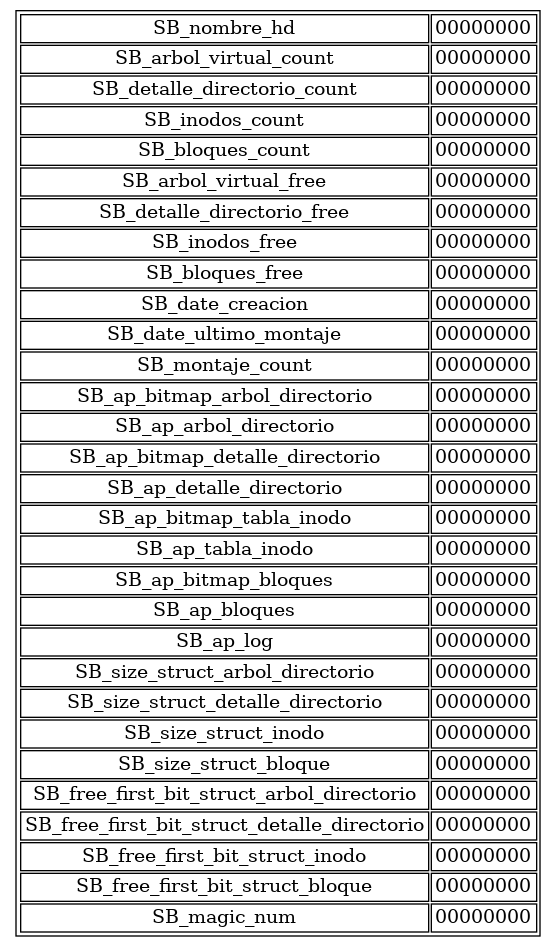 SB_nombre_hd 00000000
SB_arbol_virtual_count 00000000
SB_detalle_directorio_count 00000000
SB_inodos_count 00000000
SB_bloques_count 00000000
SB_arbol_virtual_free 00000000
SB_detalle_directorio_free 00000000
SB_inodos_free 00000000
SB_bloques_free 00000000
SB_date_creacion 00000000
SB_date_ultimo_montaje 00000000
SB_montaje_count 00000000
SB_ap_bitmap_arbol_directorio 00000000
SB_ap_arbol_directorio 00000000
SB_ap_bitmap_detalle_directorio 00000000
SB_ap_detalle_directorio 00000000
SB_ap_bitmap_tabla_inodo 00000000
SB_ap_tabla_inodo 00000000
SB_ap_bitmap_bloques 00000000
SB_ap_bloques 00000000
SB_ap_log 00000000
SB_size_struct_arbol_directorio 00000000
SB_size_struct_detalle_directorio 00000000
SB_size_struct_inodo 00000000
SB_size_struct_bloque 00000000
SB_free_first_bit_struct_arbol_directorio 00000000
SB_free_first_bit_struct_detalle_directorio 00000000
SB_free_first_bit_struct_inodo 00000000
SB_free_first_bit_struct_bloque 00000000
SB_magic_num 00000000